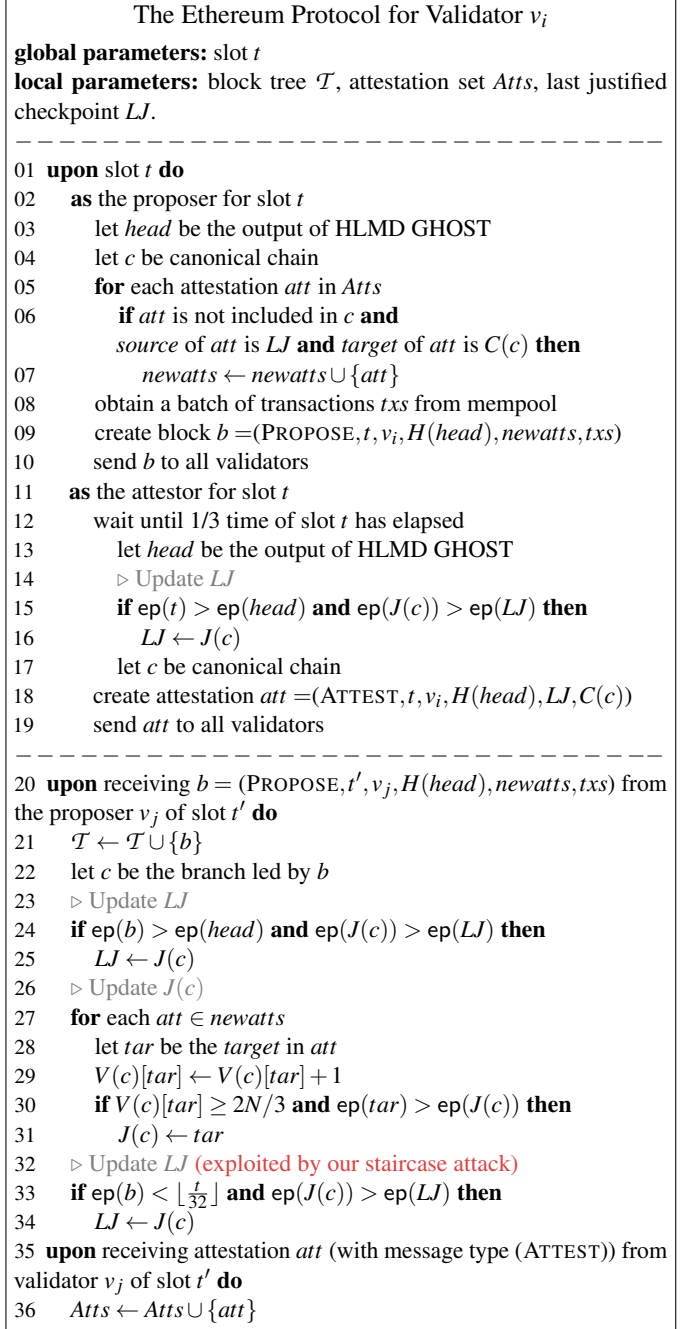 The Ethereum Protocol for Validator v_i
global parameters: slot t
local parameters: block tree 𝒯, attestation set Atts, last justified
checkpoint LJ.
01 upon slot t do
02 as the proposer for slot t
03 let head be the output of HLMD GHOST
04 let c be canonical chain
05 for each attestation att in Atts
06 if att is not included in c and
source of att is LJ and target of att is C(c) then
07 newatts ← newatts ∪ {att}
08 obtain a batch of transactions txs from mempool
09 create block b =(PROPOSE,t,v_i,H(head),newatts,txs)
10 send b to all validators
11 as the attestor for slot t
12 wait until 1/3 time of slot t has elapsed
13 let head be the output of HLMD GHOST
14 ▷ Update LJ
15 if ep(t) > ep(head) and ep(J(c)) > ep(LJ) then
16 LJ ← J(c)
17 let c be canonical chain
18 create attestation att =(ATTEST,t,v_i,H(head),LJ,C(c))
19 send att to all validators
20 upon receiving b = (PROPOSE,t′,v_j,H(head),newatts,txs) from
the proposer v_j of slot t′ do
21 𝒯 ← 𝒯 ∪ {b}
22 let c be the branch led by b
23 ▷ Update LJ
24 if ep(b) > ep(head) and ep(J(c)) > ep(LJ) then
25 LJ ← J(c)
26 ▷ Update J(c)
27 for each att ∈ newatts
28 let tar be the target in att
29 V(c)[tar] ← V(c)[tar] + 1
30 if V(c)[tar] ≥ 2N/3 and ep(tar) > ep(J(c)) then
31 J(c) ← tar
32 ▷ Update LJ (exploited by our staircase attack)
33 if ep(b) < ⌊t/32⌋ and ep(J(c)) > ep(LJ) then
34 LJ ← J(c)
35 upon receiving attestation att (with message type (ATTEST)) from
validator v_j of slot t′ do
36 Atts ← Atts ∪ {att}